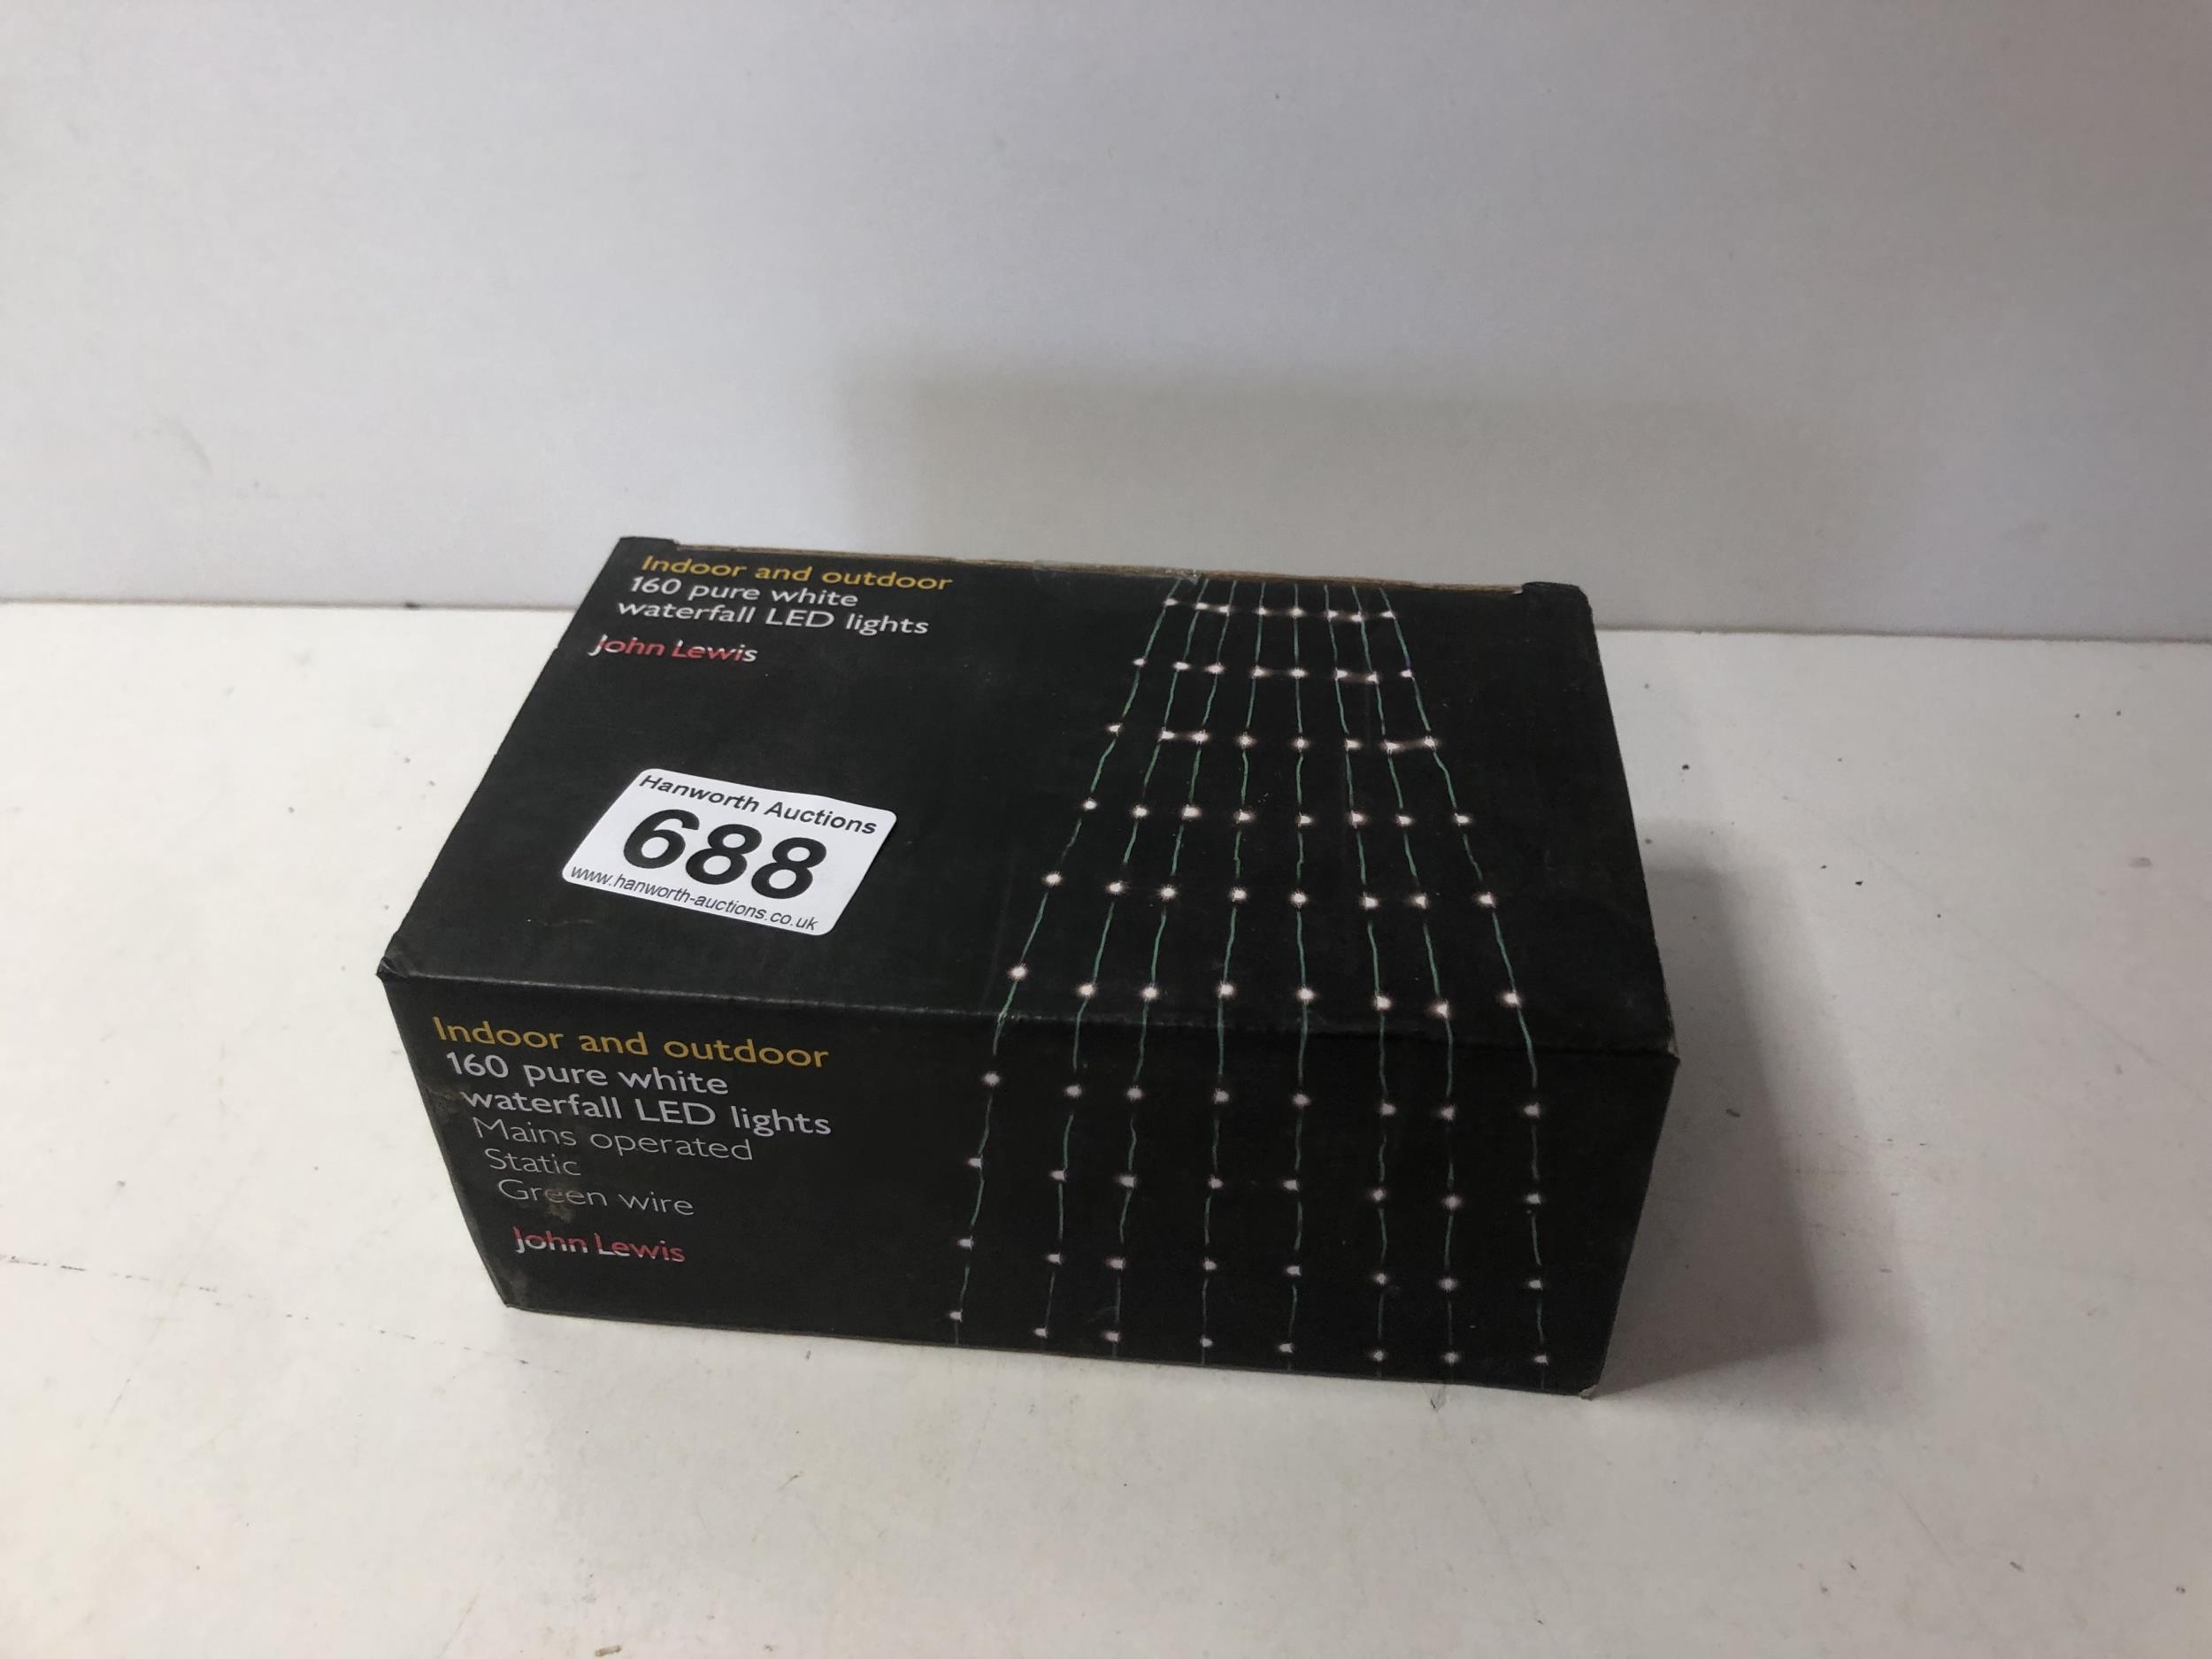 Indoor and outdoor
160 pure white
waterfall LED lights
John Lewis
Hanworth Auctions
688
www.hanworth-auctions.co.uk
Indoor and outdoor
160 pure white
waterfall LED lights
Mains operated
Static
Green wire
John Lewis